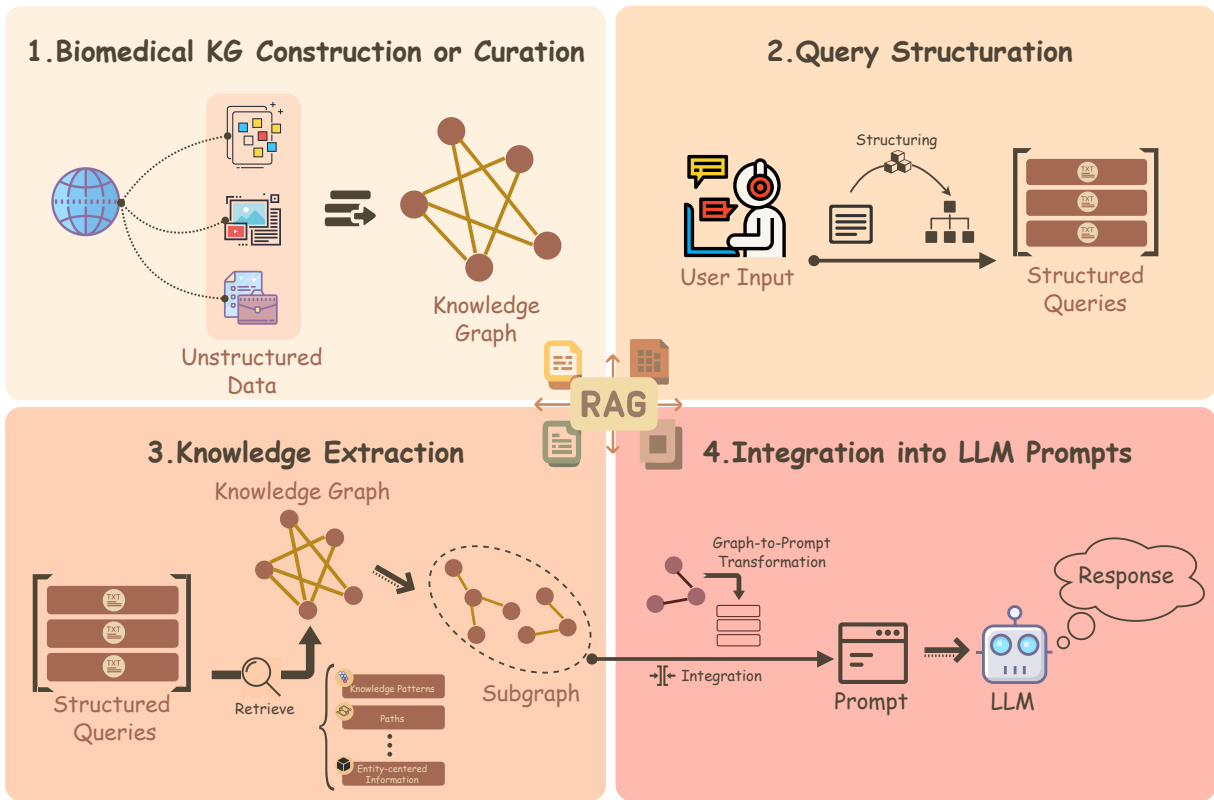 1.Biomedical KG Construction or Curation
Unstructured
Data
Knowledge
Graph
2.Query Structuration
User Input
Structuring
TXT
TXT
TXT
Structured
Queries
RAG
3.Knowledge Extraction
Knowledge Graph
TXT
TXT
TXT
Structured
Queries
Retrieve
Knowledge Patterns
Paths
Entity-centered
Information
Subgraph
4.Integration into LLM Prompts
Graph-to-Prompt
Transformation
Integration
Prompt
LLM
Response